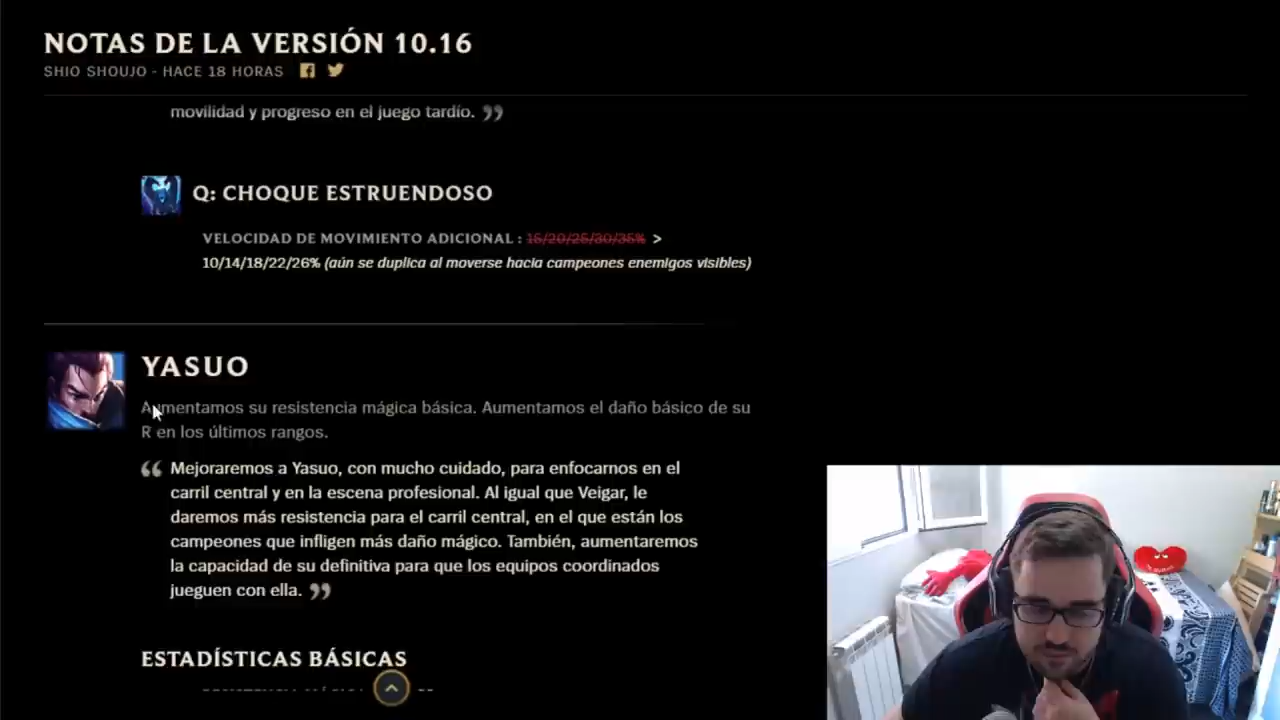 NOTAS DE LA VERSIÓN 10.16
SHIO SHOUJO - HACE 18 HORAS
movilidad y progreso en el juego tardío. ”
Q: CHOQUE ESTRUENDOSO
VELOCIDAD DE MOVIMIENTO ADICIONAL : 15/20/25/30/35% >
10/14/18/22/26% (aún se duplica al moverse hacia campeones enemigos visibles)
YASUO
Aumentamos su resistencia mágica básica. Aumentamos el daño básico de su
R en los últimos rangos.
“ Mejoraremos a Yasuo, con mucho cuidado, para enfocarnos en el
carril central y en la escena profesional. Al igual que Veigar, le
daremos más resistencia para el carril central, en el que están los
campeones que infligen más daño mágico. También, aumentaremos
la capacidad de su definitiva para que los equipos coordinados
jueguen con ella. ”
ESTADÍSTICAS BÁSICAS